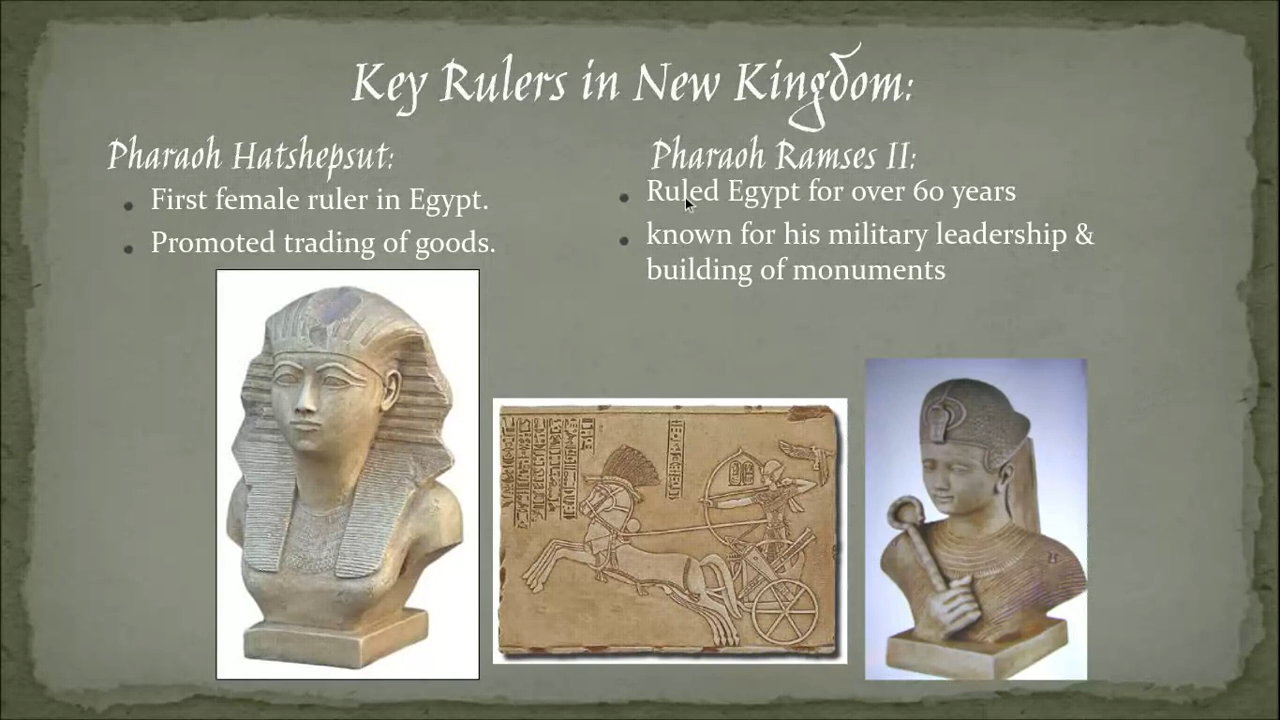 Key Rulers in New Kingdom:
Pharaoh Hatshepsut:
First female ruler in Egypt.
Promoted trading of goods.
Pharaoh Ramses II:
Ruled Egypt for over 60 years
known for his military leadership &
building of monuments